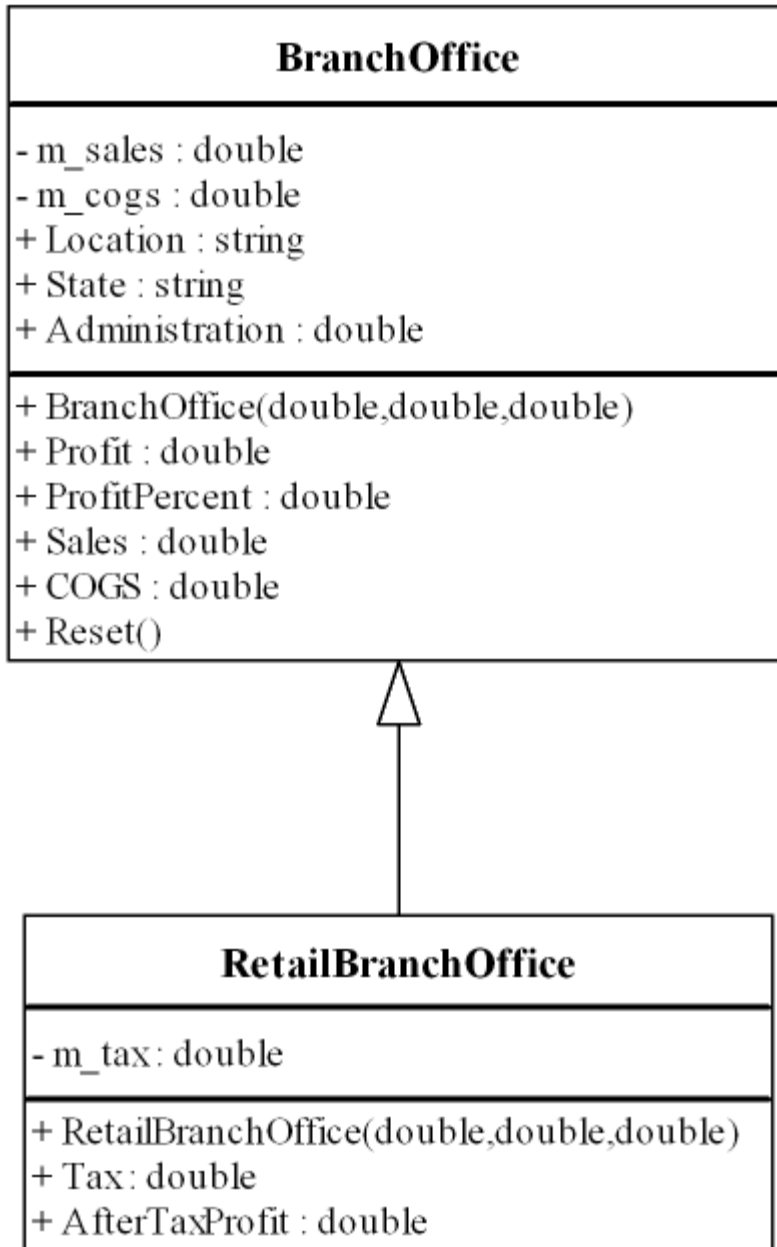 BranchOffice
- m_sales : double
- m_cogs : double
+ Location : string
+ State : string
+ Administration : double
+ BranchOffice(double,double,double)
+ Profit : double
+ ProfitPercent : double
+ Sales : double
+ COGS : double
+ Reset()
RetailBranchOffice
- m_tax: double
+ RetailBranchOffice(double,double,double)
+ Tax: double
+ AfterTaxProfit : double